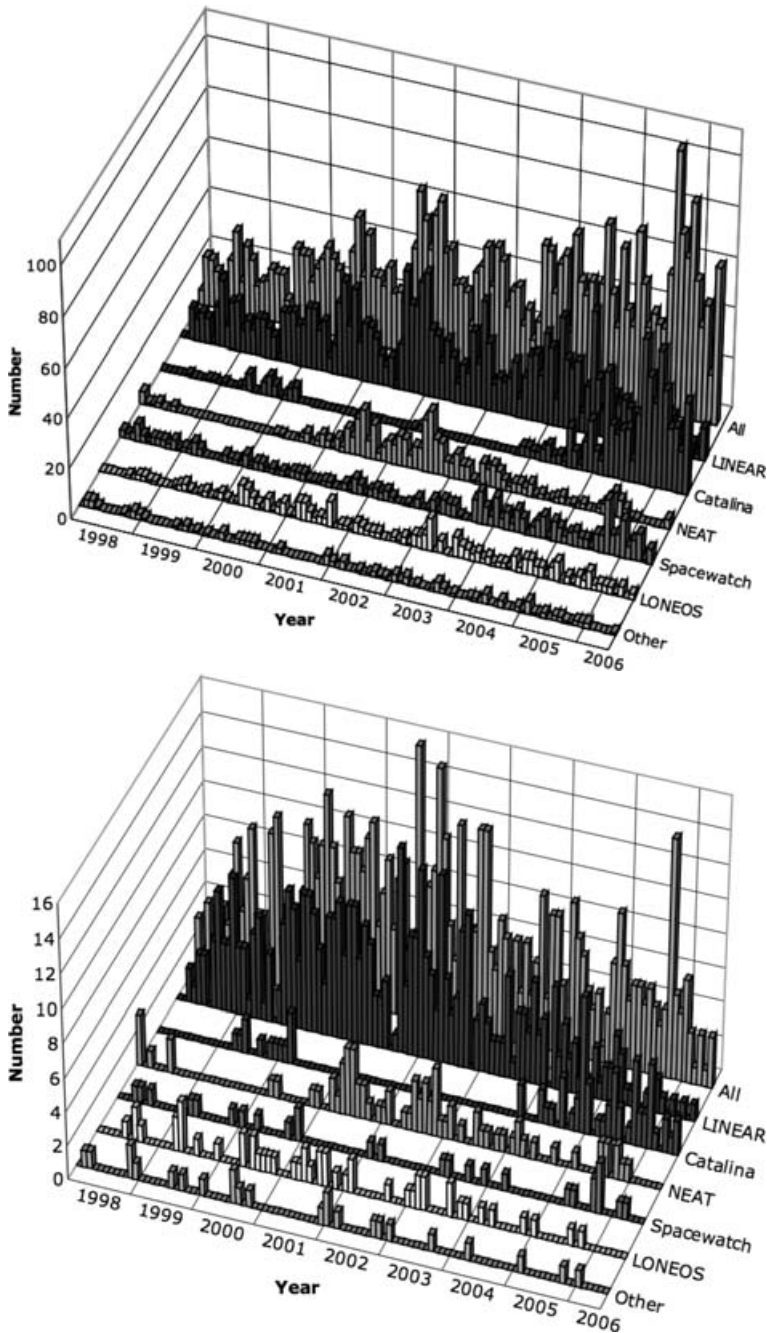 100
80
60
40
20
0
Number
1998
1999
2000
2001
2002
2003
2004
2005
2006
Year
All
LINEAR
Catalina
NEAT
Spacewatch
LONEOS
Other
16
14
12
10
8
6
4
2
0
Number
1998
1999
2000
2001
2002
2003
2004
2005
2006
Year
All
LINEAR
Catalina
NEAT
Spacewatch
LONEOS
Other